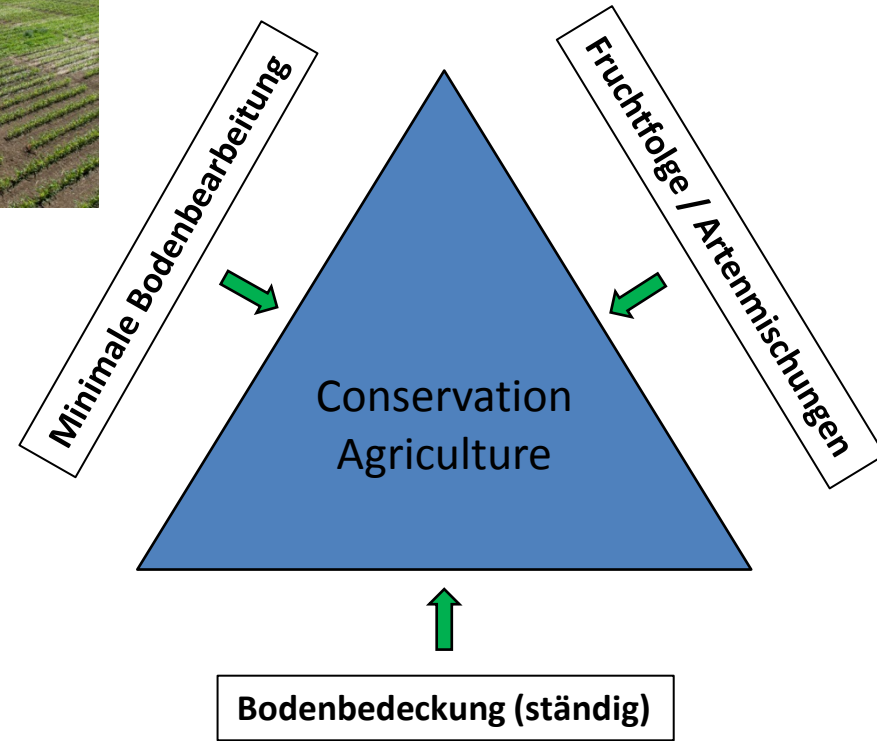 Minimale Bodenbearbeitung
Fruchtfolge / Artenmischungen
Conservation
Agriculture
Bodenbedeckung (ständig)